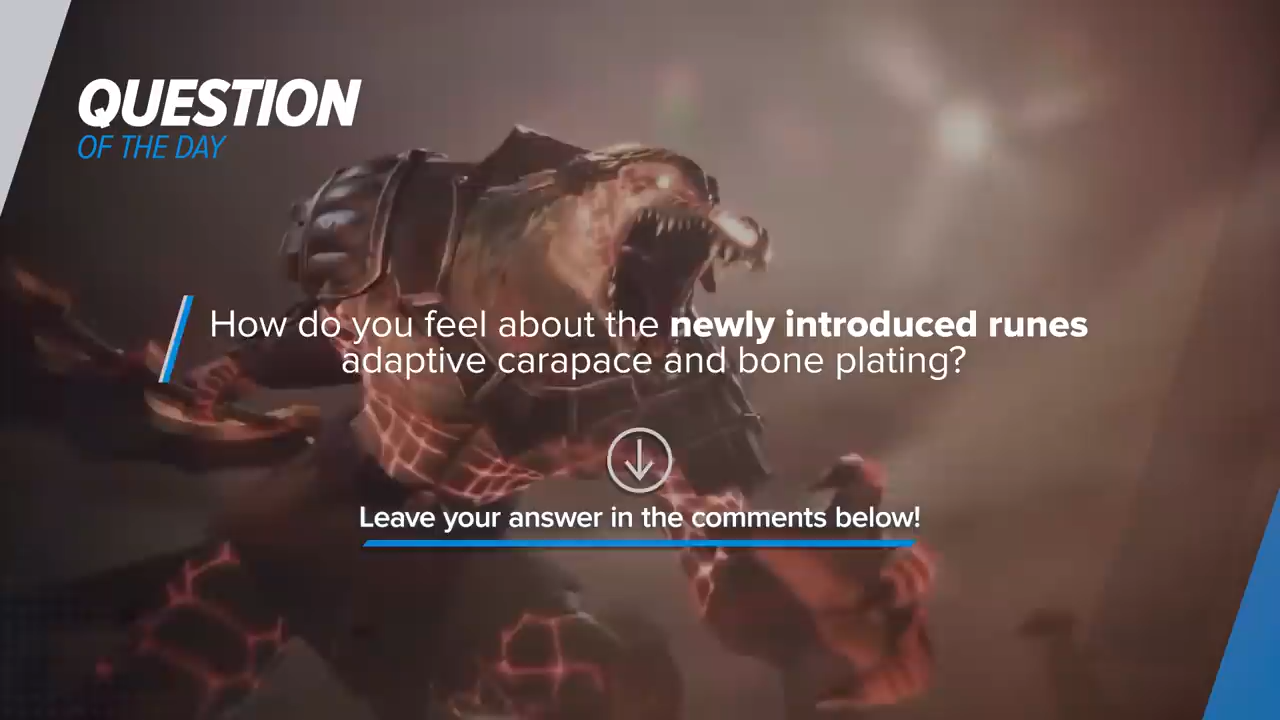 QUESTION
OF THE DAY
How do you feel about the newly introduced runes
adaptive carapace and bone plating?
Leave your answer in the comments below!